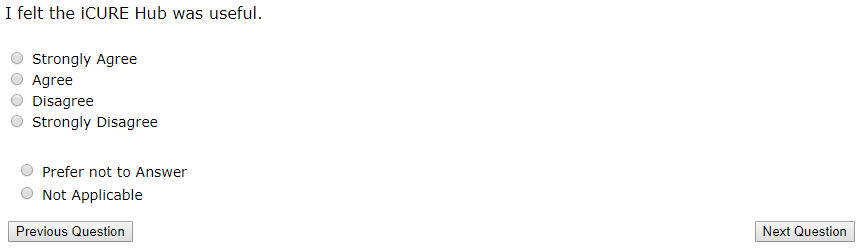 I felt the iCURE Hub was useful.
Strongly Agree
Agree
Disagree
Strongly Disagree
Prefer not to Answer
Not Applicable
Previous Question
Next Question